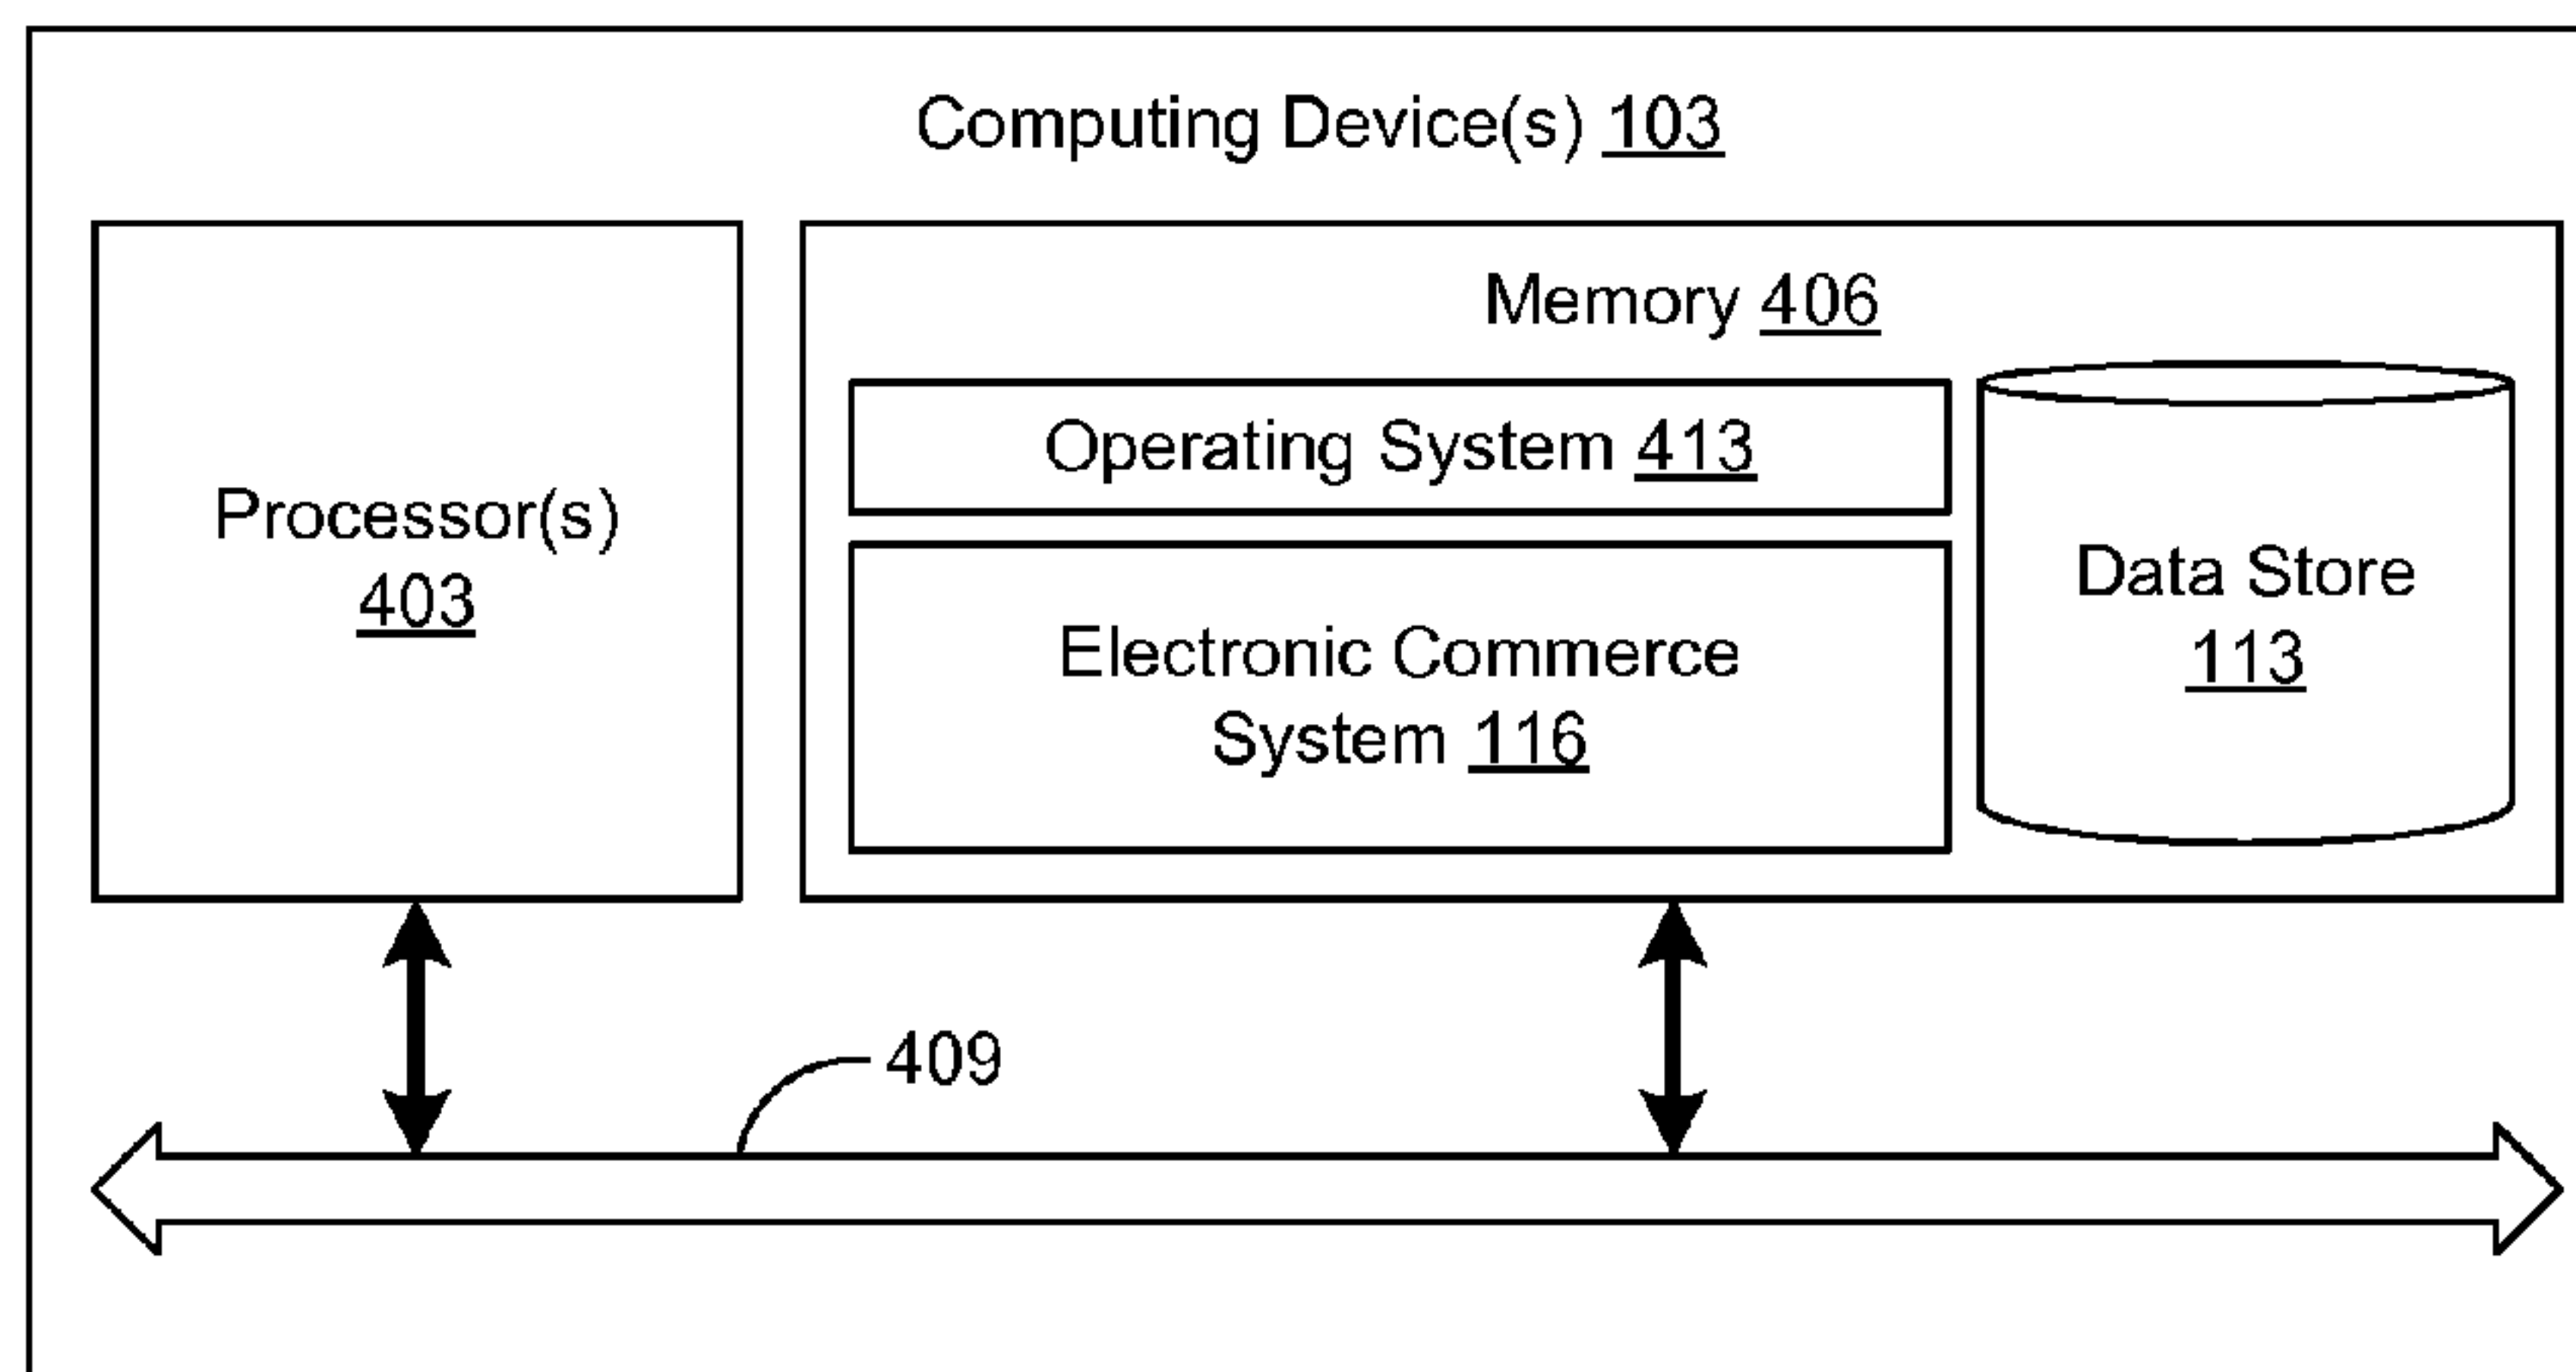 Computing Device(s) 103
Memory 406
Operating System 413
Processor(s)
403
Electronic Commerce
System 116
Data Store
113
409